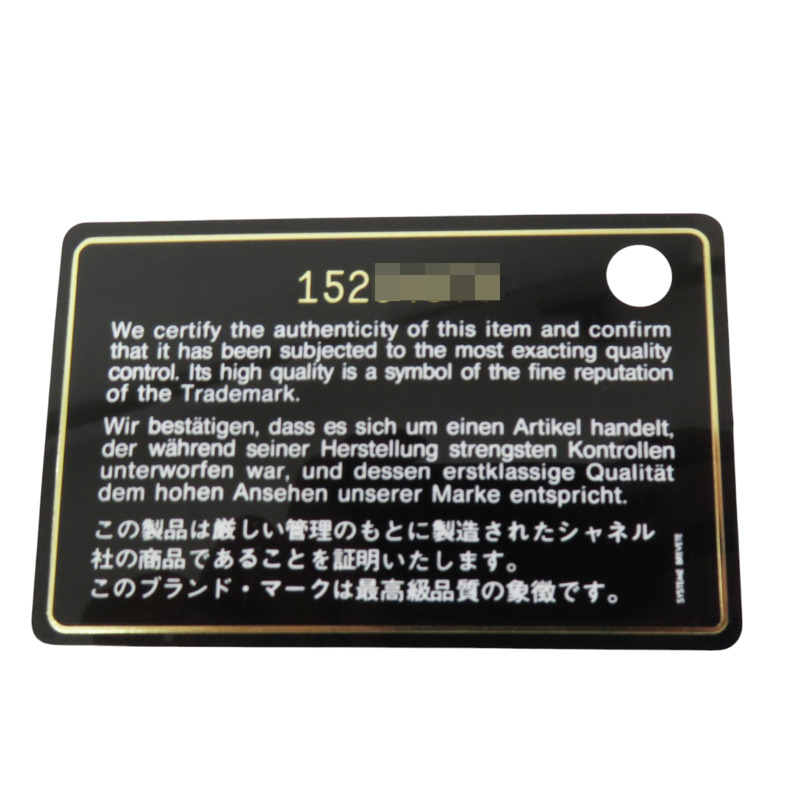 152
We certify the authenticity of this item and confirm
that it has been subjected to the most exacting quality
control. Its high quality is a symbol of the fine reputation
of the Trademark.
Wir bestätigen, dass es sich um einen Artikel handelt,
der während seiner Herstellung strengsten Kontrollen
unterworfen war, und dessen erstklassige Qualität
dem hohen Ansehen unserer Marke entspricht.
この製品は厳しい管理のもとに製造されたシャネル
社の商品であることを証明いたします。
このブランド・マークは最高級品質の象徴です。
SYSTEME BREVETE